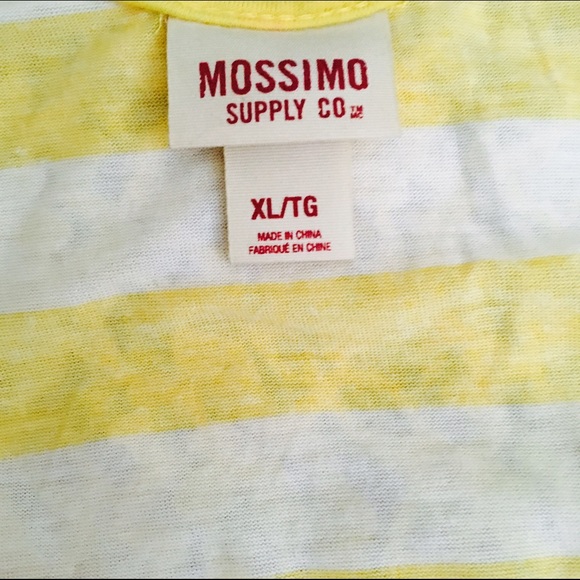 MOSSIMO
SUPPLY CO ™ MC
XL/TG
MADE IN CHINA
FABRIQUÉ EN CHINE